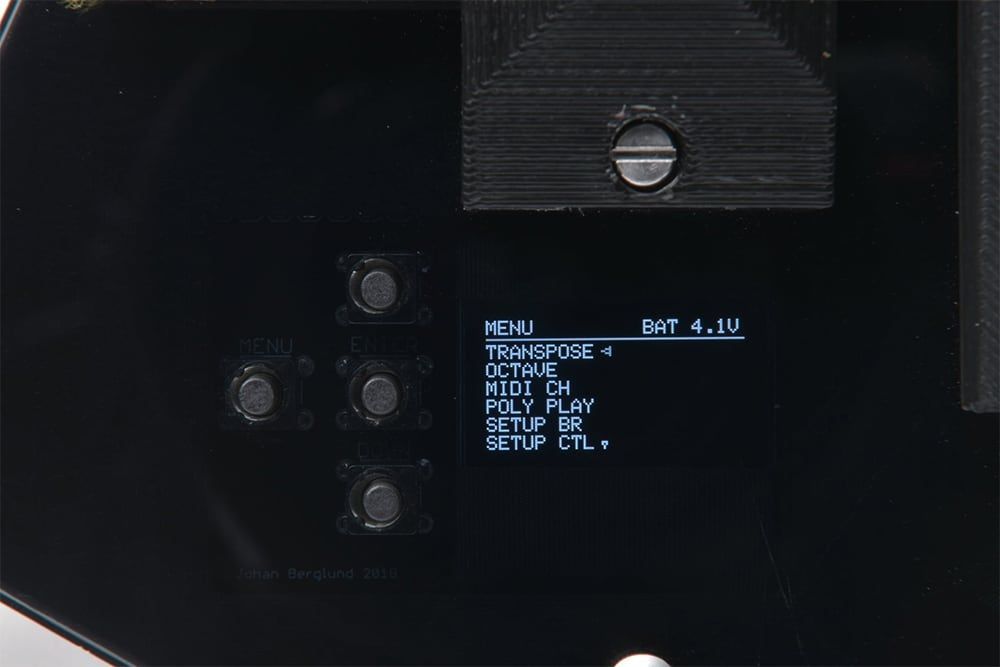 MENU BAT 4.1V
TRANSPOSE
OCTAVE
MIDI CH
POLY PLAY
SETUP BR
SETUP CTL
MENU
ENTER
DOWN
Johan Berglund 2018